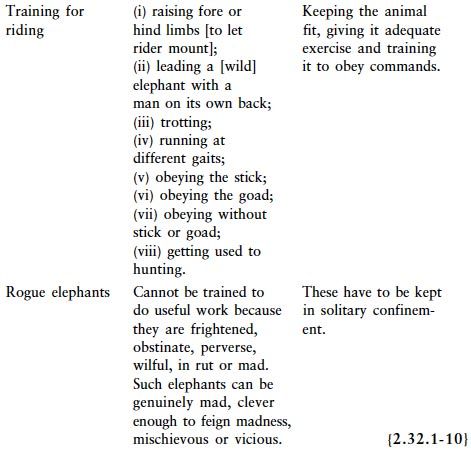 Training for
riding
(i) raising fore or
hind limbs [to let
rider mount];
(ii) leading a [wild]
elephant with a
man on its own back;
(iii) trotting;
(iv) running at
different gaits;
(v) obeying the stick;
(vi) obeying the goad;
(vii) obeying without
stick or goad;
(viii) getting used to
hunting.
Keeping the animal
fit, giving it adequate
exercise and training
it to obey commands.
Rogue elephants
Cannot be trained to
do useful work because
they are frightened,
obstinate, perverse,
wilful, in rut or mad.
Such elephants can be
genuinely mad, clever
enough to feign madness,
mischievous or vicious.
These have to be kept
in solitary confinem-
ent.
{2.32.1-10}